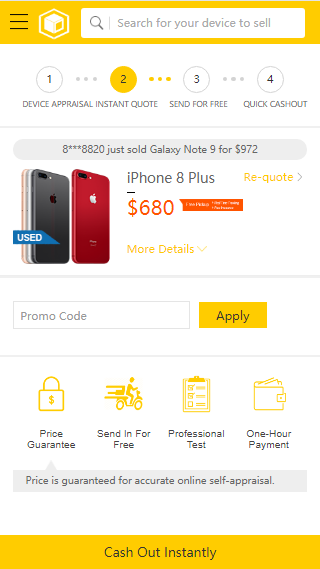 Search for your device to sell
1
2
3
4
DEVICE APPRAISAL
INSTANT QUOTE
SEND FOR FREE
QUICK CASHOUT
8***8820 just sold Galaxy Note 9 for $972
iPhone 8 Plus
Re-quote
$680
USED
More Details
Promo Code
Apply
$
Price
Guarantee
Send In For
Free
Professional
Test
One-Hour
Payment
Price is guaranteed for accurate online self-appraisal.
Cash Out Instantly